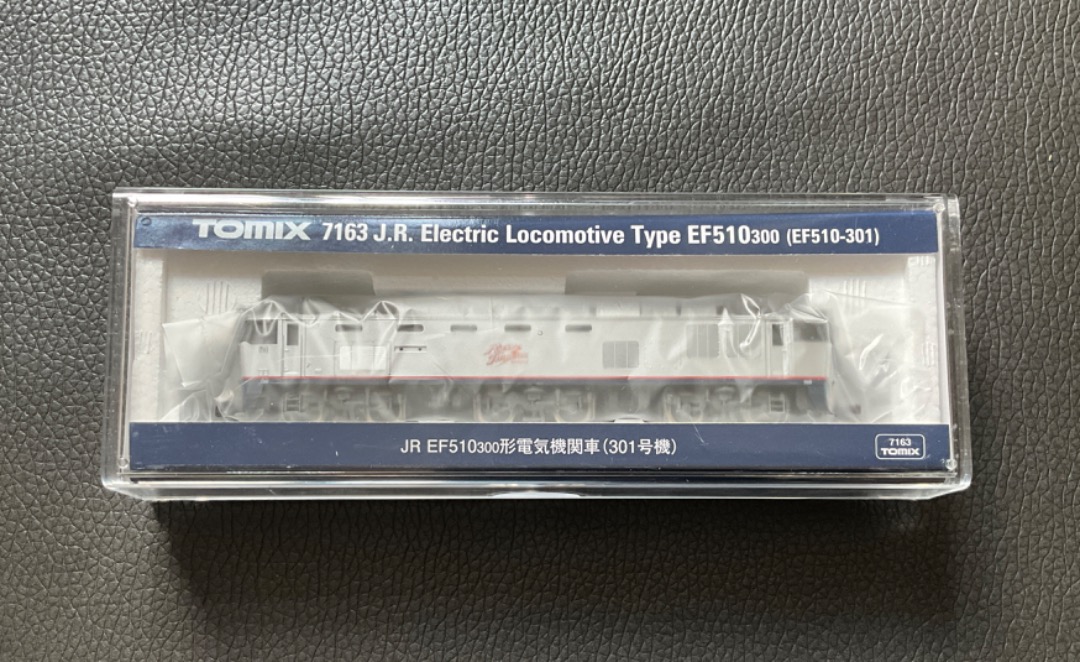 TOMIX 7163 J.R. Electric Locomotive Type EF510300 (EF510-301)
JR EF510300形電気機関車(301号機)
7163
TOMIX